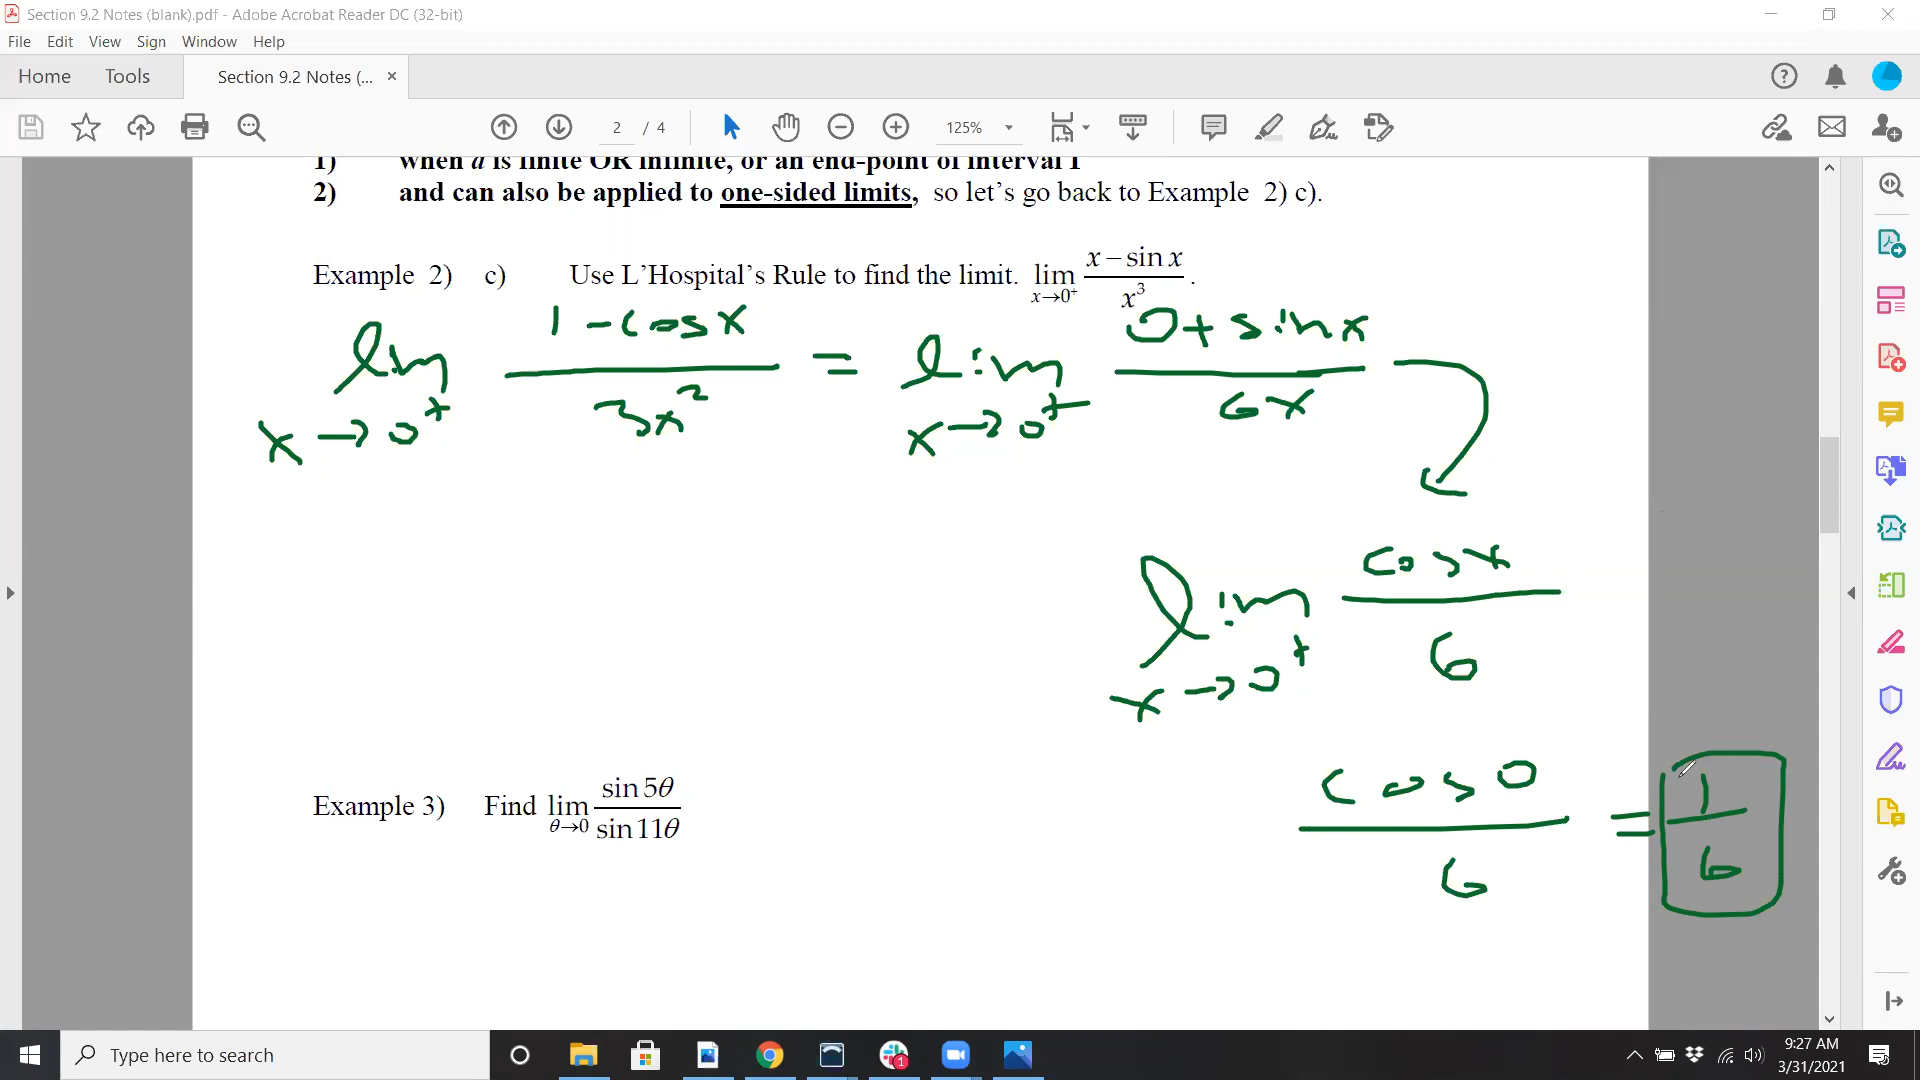 Section 9.2 Notes (blank).pdf - Adobe Acrobat Reader DC (32-bit)
File Edit View Sign Window Help
Home Tools Section 9.2 Notes (... ×
2 / 4 125%
1) when a is finite OR infinite, or an end-point of interval I
2) and can also be applied to one-sided limits, so let's go back to Example 2) c).
Example 2) c) Use L'Hospital's Rule to find the limit. lim x→0⁺ (x − sin x)/x³ .
lim x→0⁺ (1 − cos x)/(3x²) = lim x→0⁺ (0 + sin x)/(6x)
lim x→0⁺ (cos x)/6
(cos 0)/6 = 1/6
Example 3) Find lim θ→0 (sin 5θ)/(sin 11θ)
Type here to search
1
9:27 AM
3/31/2021